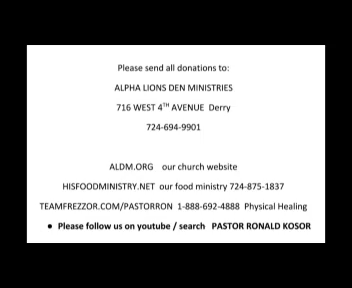 Please send all donations to:
ALPHA LIONS DEN MINISTRIES
716 WEST 4TH AVENUE Derry
724-694-9901
ALDM.ORG our church website
HISFOODMINISTRY.NET our food ministry 724-875-1837
TEAMFREZZOR.COM/PASTORRON 1-888-692-4888 Physical Healing
• Please follow us on youtube / search PASTOR RONALD KOSOR